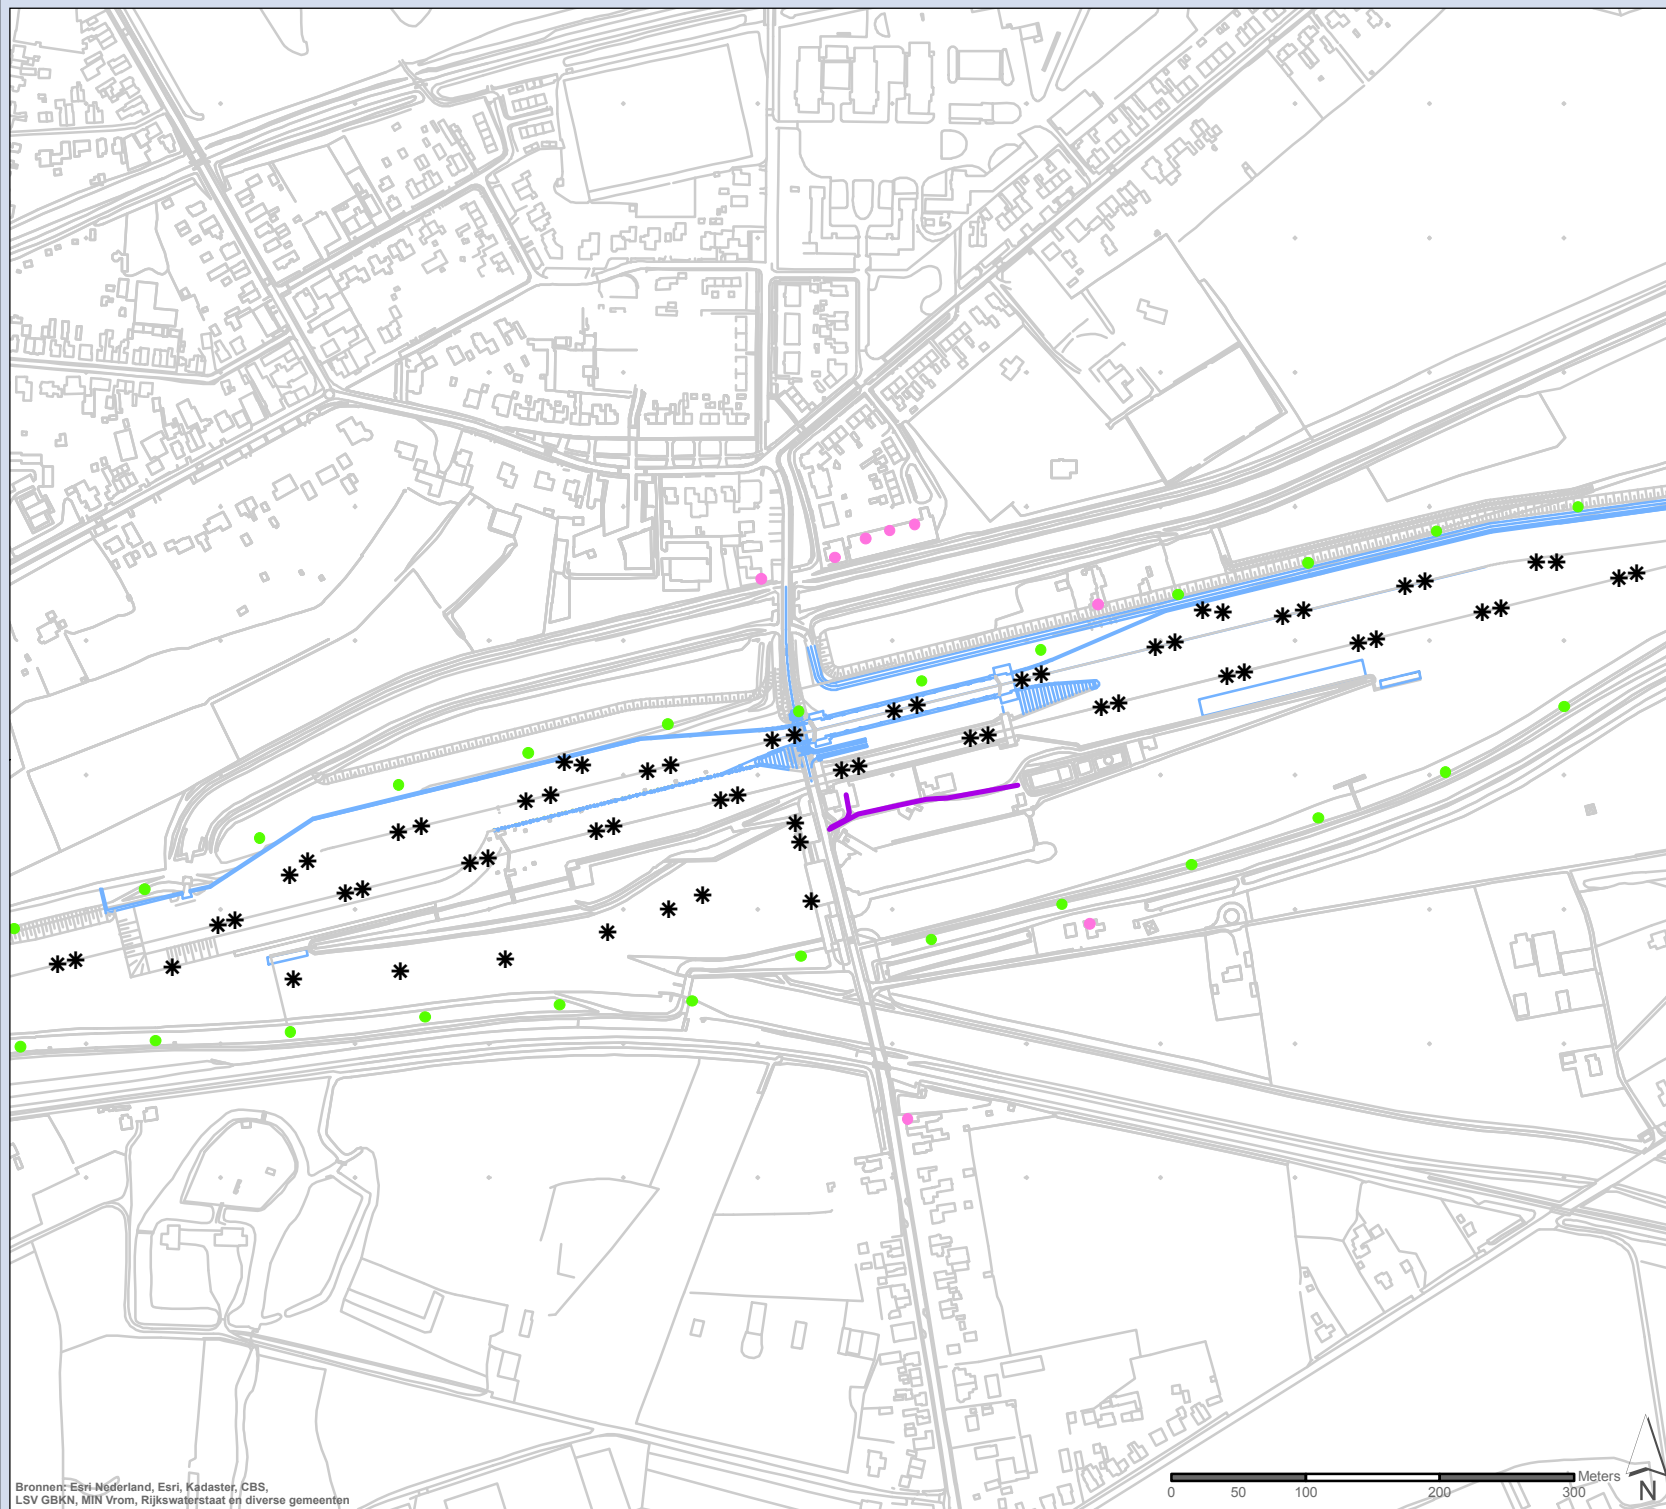 Bronnen: Esri Nederland, Esri, Kadaster, CBS,
LSV GBKN, MIN Vrom, Rijkswaterstaat en diverse gemeenten
Meters
0 50 100 200 300
N